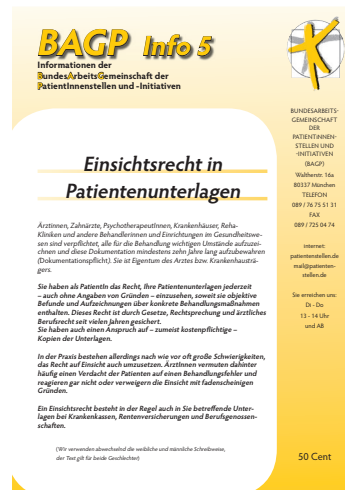 BAGP Info 5
Informationen der
BundesArbeitsGemeinschaft der
PatientInnenstellen und -Initiativen
Einsichtsrecht in
Patientenunterlagen
ÄrztInnen, Zahnärzte, PsychotherapeutInnen, Krankenhäuser, Reha-
Kliniken und andere Behandlerinnen und Einrichtungen im Gesundheitswe-
sen sind verpflichtet, alle für die Behandlung wichtigen Umstände aufzuzei-
chnen und diese Dokumentation mindestens zehn Jahre lang aufzubewahren
(Dokumentationspflicht). Sie ist Eigentum des Arztes bzw. Krankenhausträ-
gers.
Sie haben als PatientIn das Recht, Ihre Patientenunterlagen jederzeit
– auch ohne Angaben von Gründen – einzusehen, soweit sie objektive
Befunde und Aufzeichnungen über konkrete Behandlungsmaßnahmen
enthalten. Dieses Recht ist durch Gesetze, Rechtsprechung und ärztliches
Berufsrecht seit vielen Jahren gesichert.
Sie haben auch einen Anspruch auf – zumeist kostenpflichtige –
Kopien der Unterlagen.
In der Praxis bestehen allerdings nach wie vor oft große Schwierigkeiten,
das Recht auf Einsicht auch umzusetzen. ÄrztInnen vermuten dahinter
häufig einen Verdacht der Patienten auf einen Behandlungsfehler und
reagieren gar nicht oder verweigern die Einsicht mit fadenscheinigen
Gründen.
Ein Einsichtsrecht besteht in der Regel auch in Sie betreffende Unter-
lagen bei Krankenkassen, Rentenversicherungen und Berufsgenossen-
schaften.
(Wir verwenden abwechselnd die weibliche und männliche Schreibweise,
der Text gilt für beide Geschlechter)
BUNDESARBEITS-
GEMEINSCHAFT
DER
PATIENTiNNEN-
STELLEN UND
-INITIATIVEN
(BAGP)
Waltherstr. 16a
80337 München
TELEFON
089 / 76 75 51 31
FAX
089 / 725 04 74
internet:
patientenstellen.de
mail@patienten-
stellen.de
Sie erreichen uns:
Di - Do
13 - 14 Uhr
und AB
50 Cent